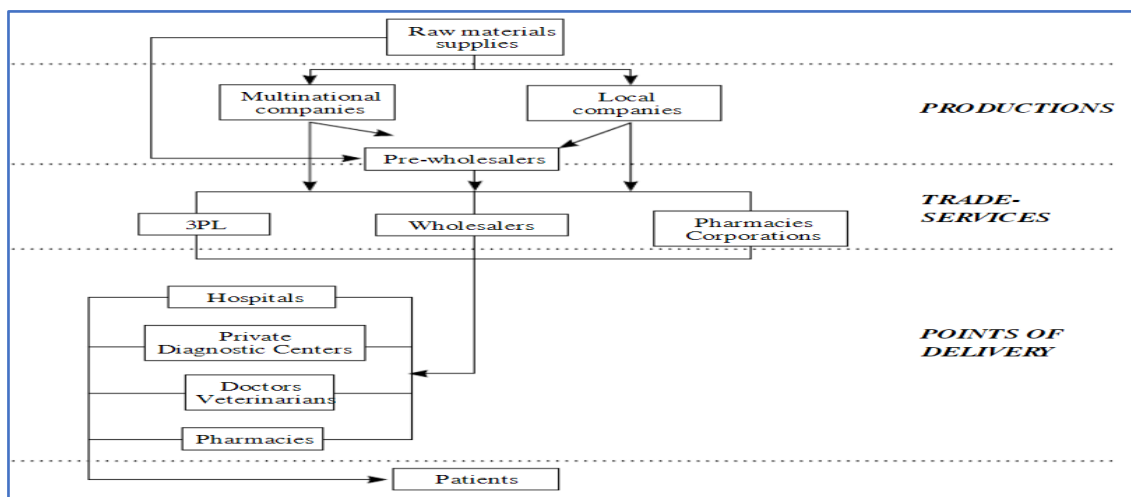 Raw materials
supplies
Multinational
companies
Local
companies
PRODUCTIONS
Pre-wholesalers
TRADE-
SERVICES
3PL
Wholesalers
Pharmacies
Corporations
Hospitals
Private
Diagnostic Centers
POINTS OF
DELIVERY
Doctors
Veterinarians
Pharmacies
Patients